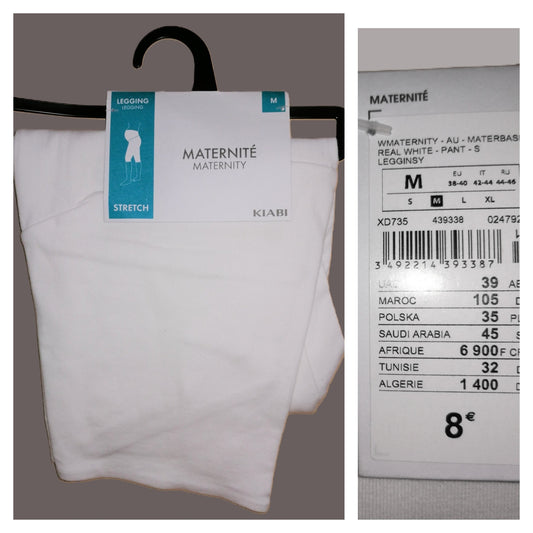 LEGGING
LEGGING
M
MATERNITÉ
MATERNITY
STRETCH
KIABI
MATERNITÉ
WMATERNITY - AU - MATERBAS
REAL WHITE - PANT - S
LEGGINSY
M EU IT RU
38-40 42-44 44-46
S M L XL
XD735 439338 024792
3 492214 393387
39
MAROC 105
POLSKA 35
SAUDI ARABIA 45
AFRIQUE 6 900 F
TUNISIE 32
ALGERIE 1 400
8€